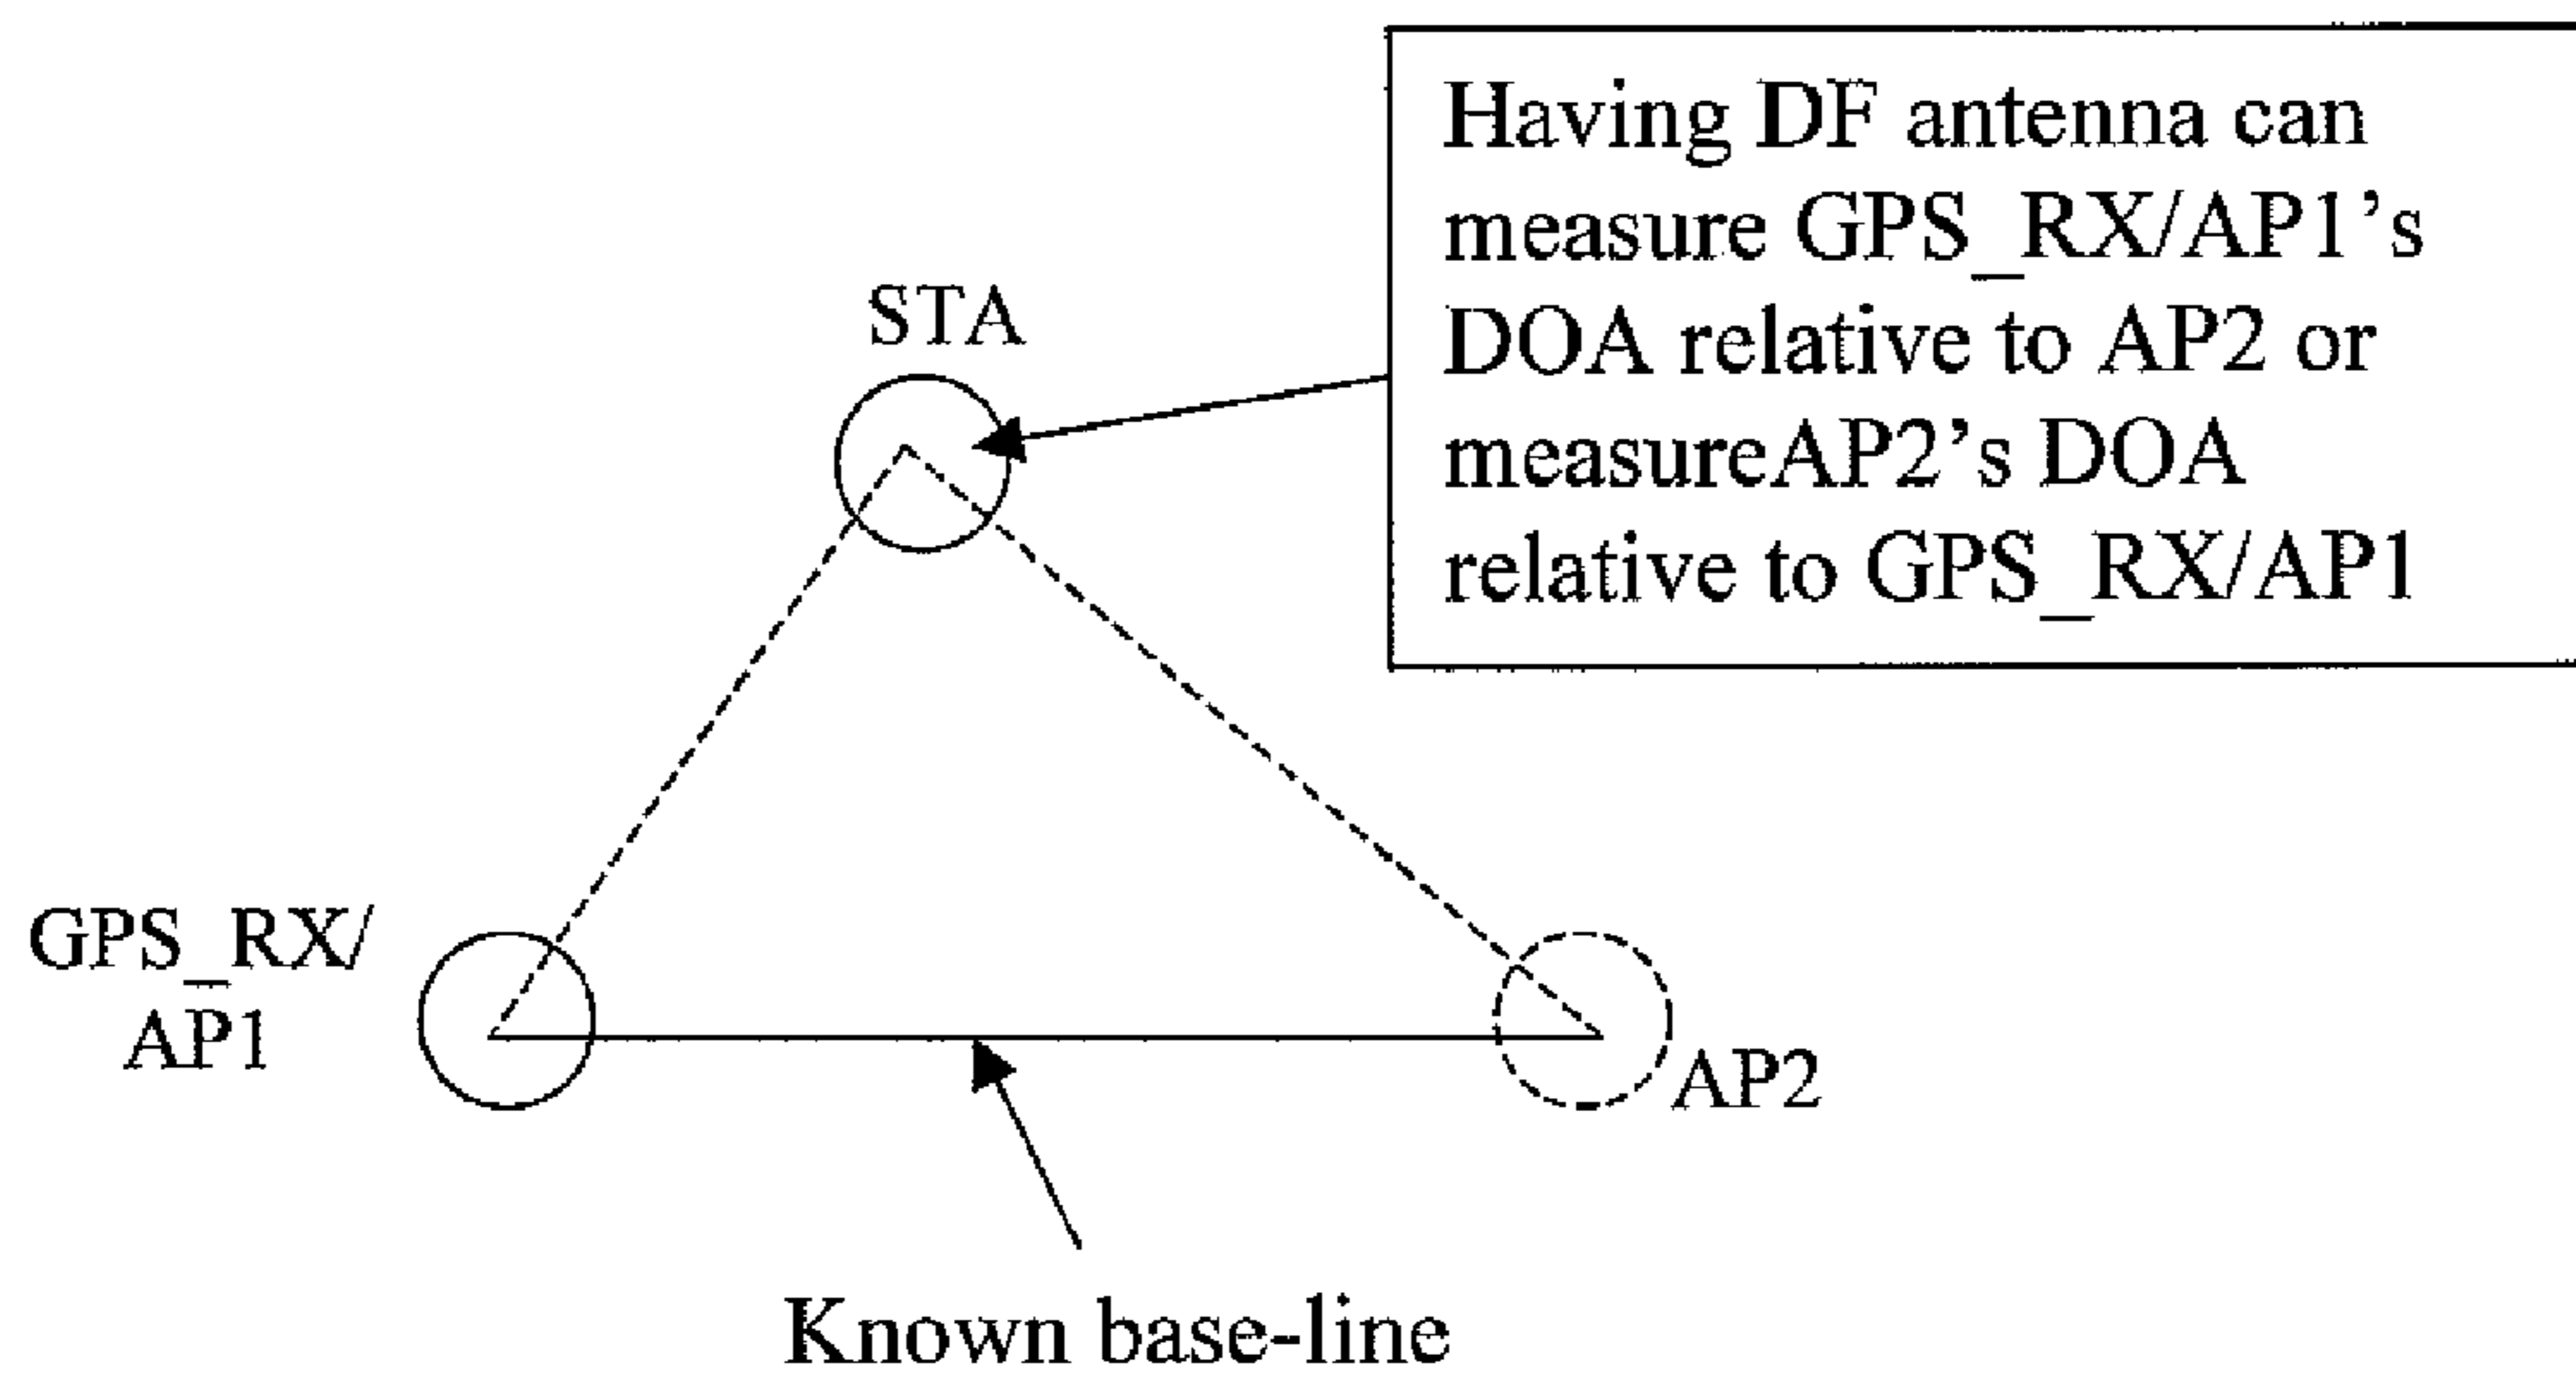 Having DF antenna can
measure GPS_RX/AP1's
DOA relative to AP2 or
measureAP2's DOA
relative to GPS_RX/AP1
STA
GPS_RX/
AP1
AP2
Known base-line